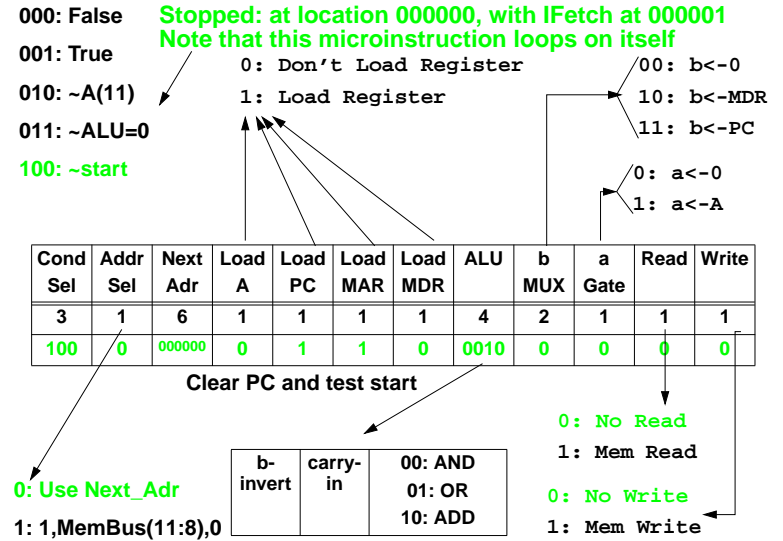 000: False
Stopped: at location 000000, with IFetch at 000001
Note that this microinstruction loops on itself
001: True
010: ~A(11)
011: ~ALU=0
100: ~start
0: Don't Load Register
1: Load Register
00: b<-0
10: b<-MDR
11: b<-PC
0: a<-0
1: a<-A
Cond Sel Addr Sel Next Adr Load A Load PC Load MAR Load MDR ALU b MUX a Gate Read Write
3 1 6 1 1 1 1 4 2 1 1 1
100 0 000000 0 1 1 0 0010 0 0 0 0
Clear PC and test start
0: No Read
1: Mem Read
0: No Write
1: Mem Write
b-invert carry-in 00: AND
01: OR
10: ADD
0: Use Next_Adr
1: 1,MemBus(11:8),0